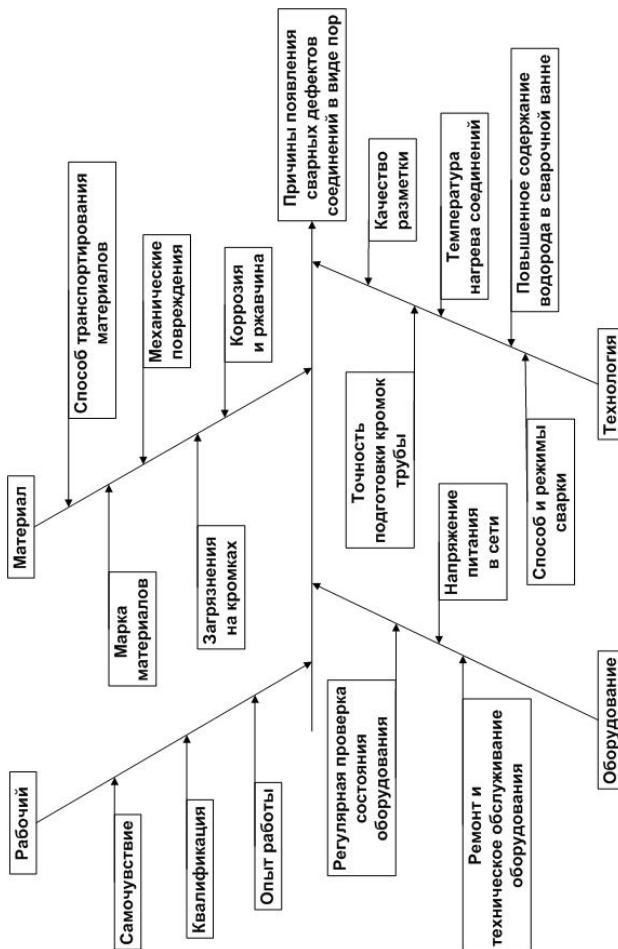 Рабочий
Самочувствие
Квалификация
Опыт работы
Материал
Способ транспортирования
материалов
Марка
материалов
Механические
повреждения
Загрязнения
на кромках
Коррозия
и ржавчина
Причины появления
сварных дефектов
соединений в виде пор
Регулярная проверка
состояния
оборудования
Напряжение
питания
в сети
Ремонт и
техническое обслуживание
оборудования
Оборудование
Качество
разметки
Точность
подготовки кромок
трубы
Температура
нагрева соединений
Повышенное содержание
водорода в сварочной ванне
Способ и режимы
сварки
Технология